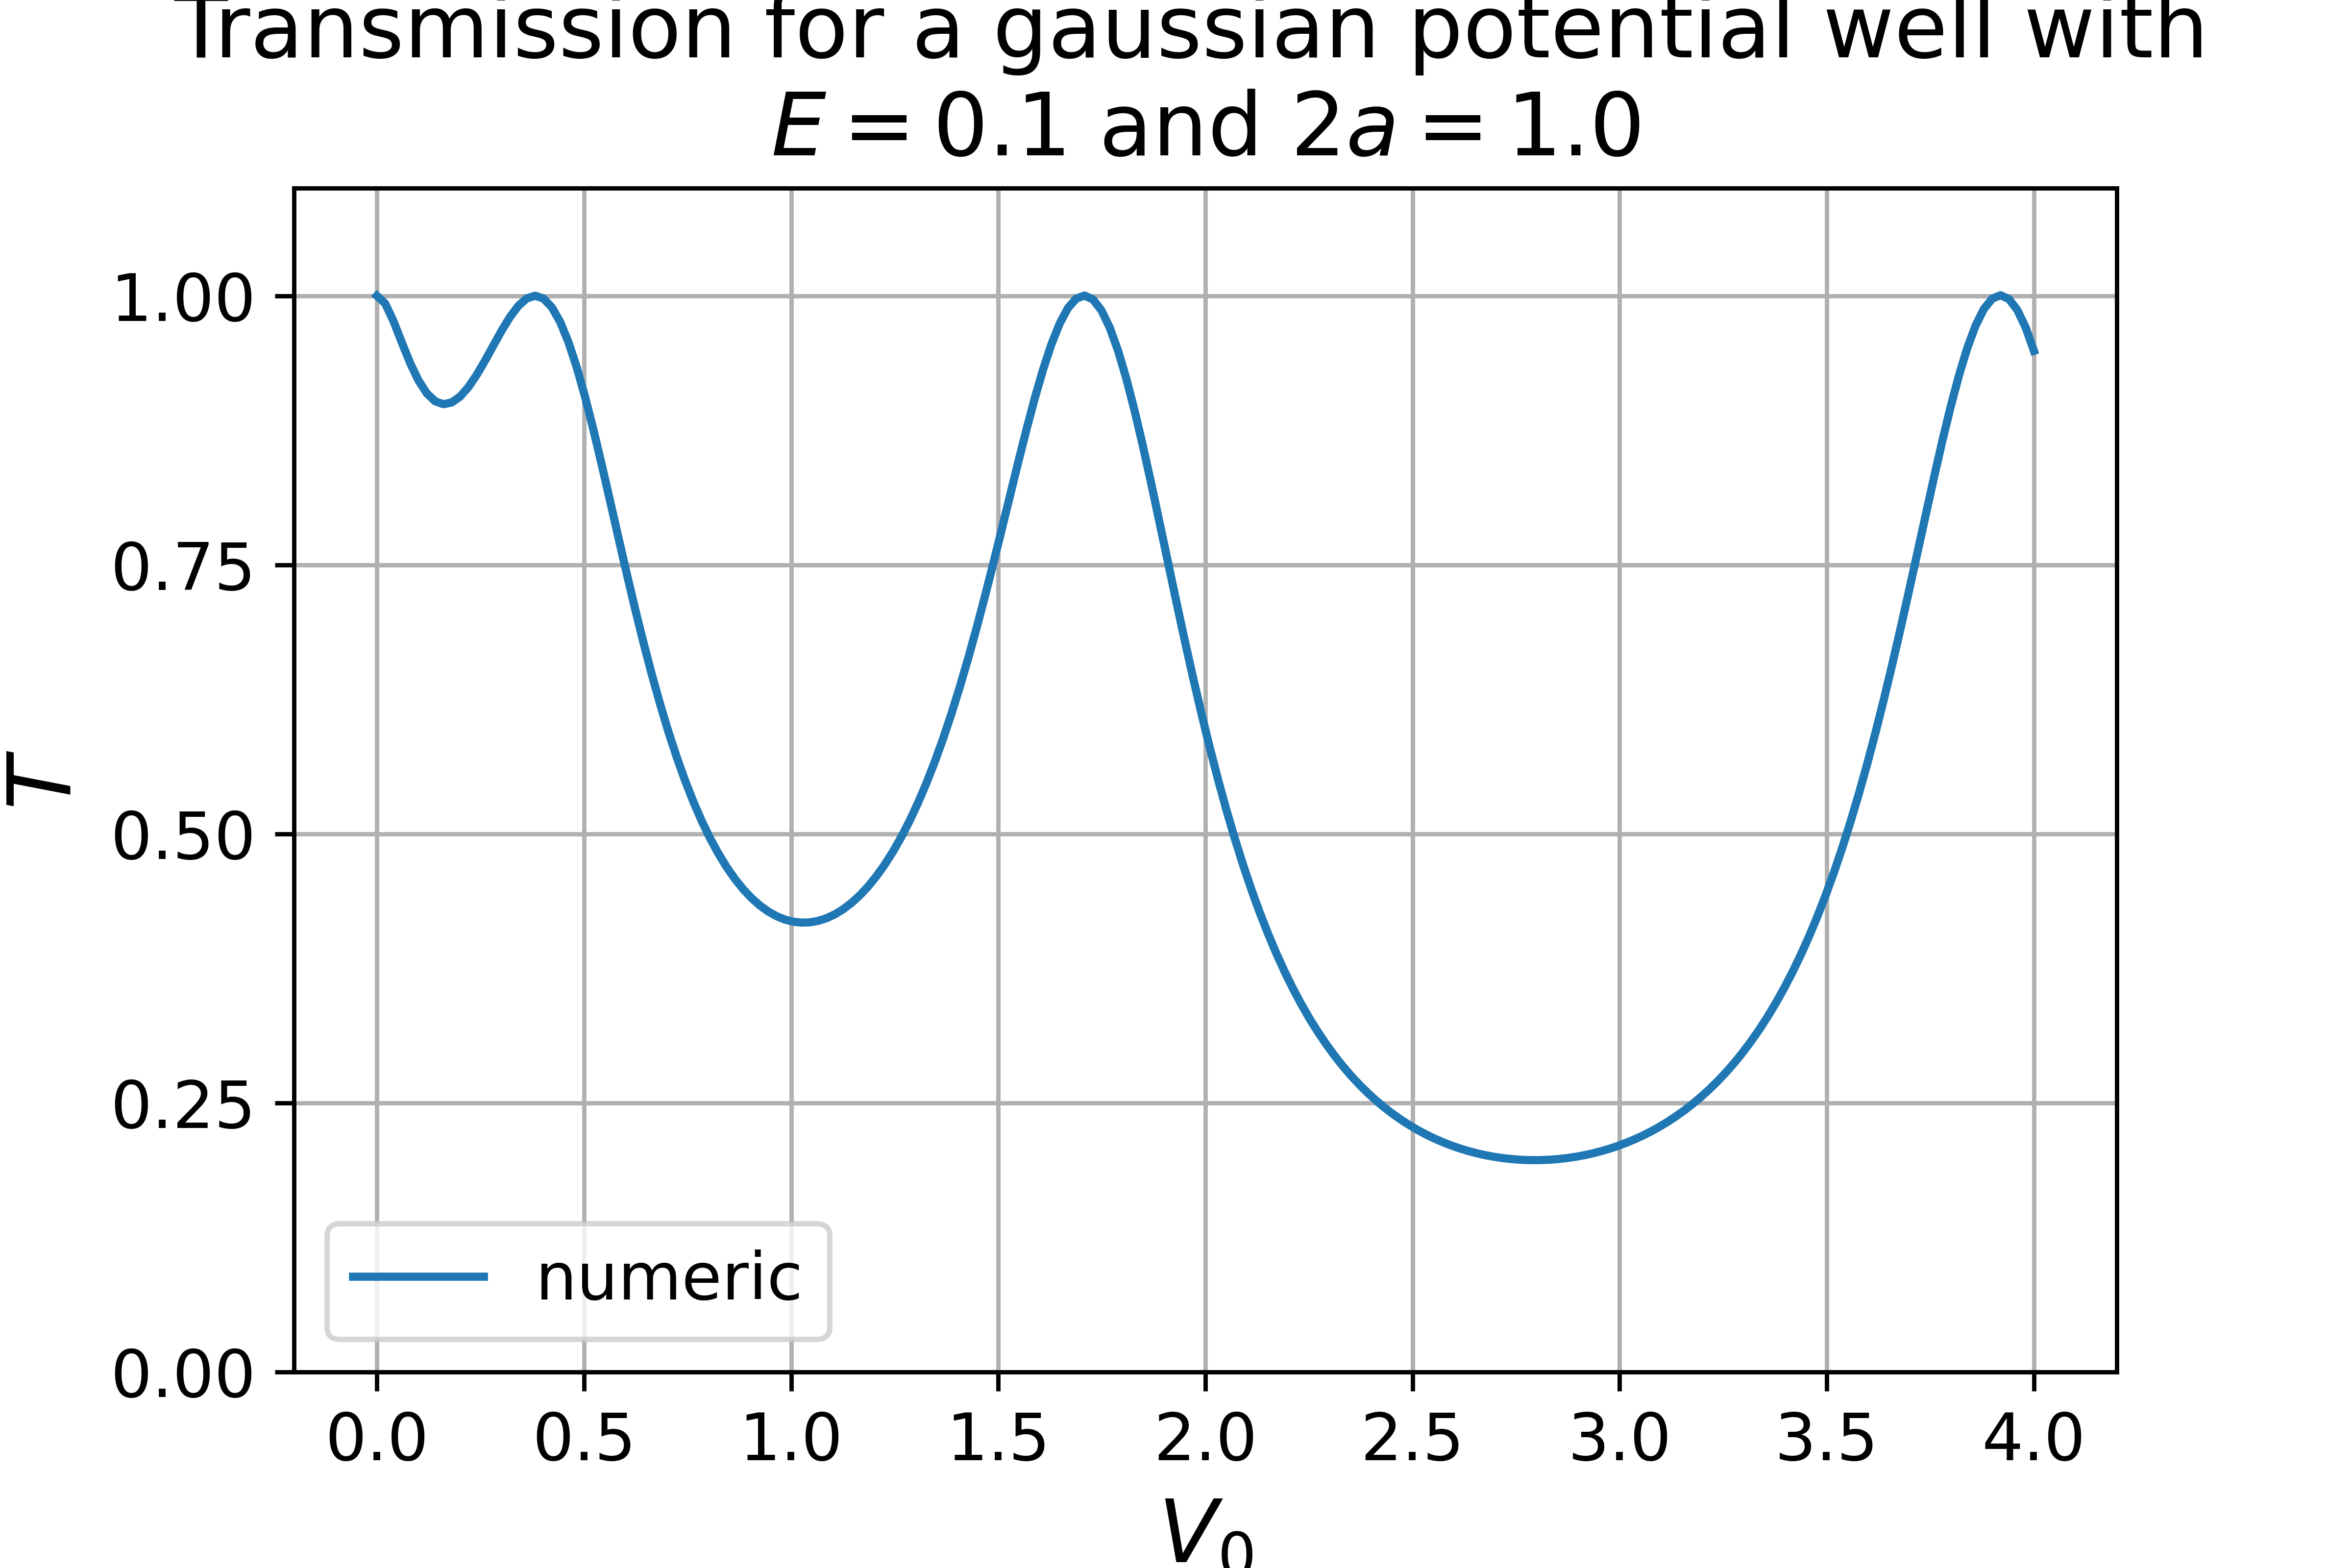 Transmission for a gaussian potential well with
E = 0.1 and 2a = 1.0
1.00
0.75
0.50
0.25
0.00
T
numeric
0.0 0.5 1.0 1.5 2.0 2.5 3.0 3.5 4.0
V₀